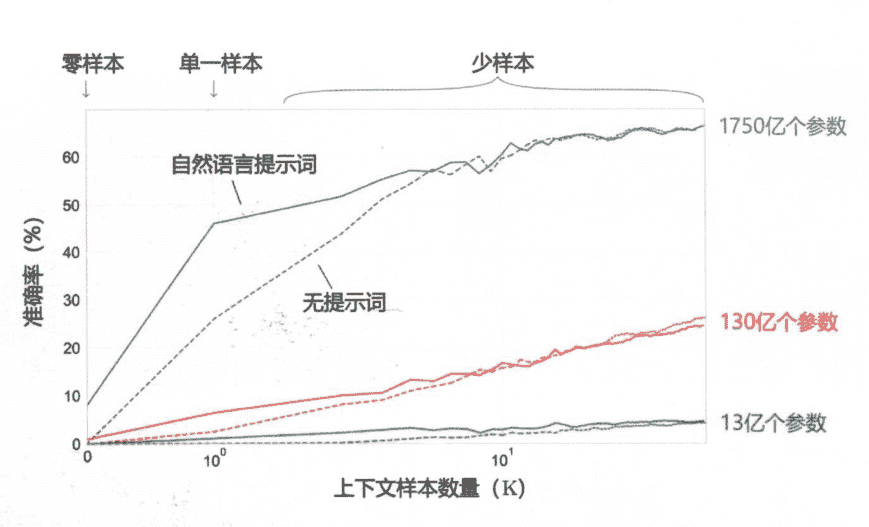 零样本 单一样本 少样本
1750亿个参数
60
自然语言提示词
50
40
准确率（%）
30
无提示词
130亿个参数
20
10
13亿个参数
0
0 10⁰ 10¹
上下文样本数量（K）